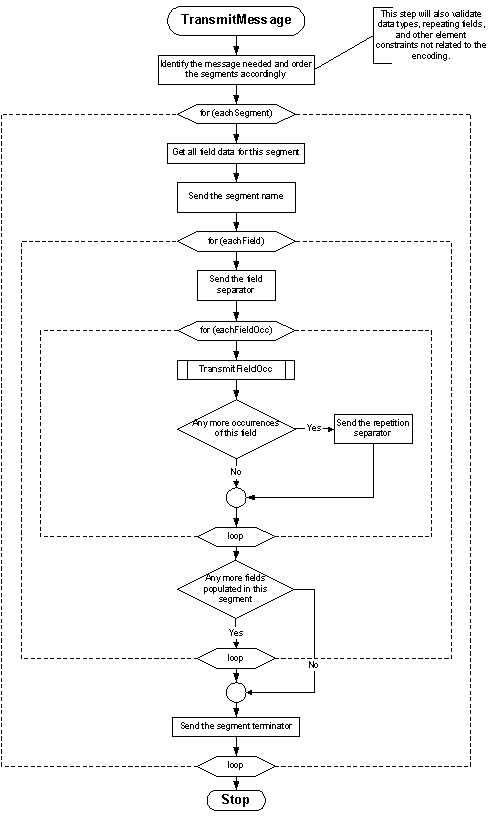 TransmitMessage
This step will also validate
data types, repeating fields,
and other element
constraints not related to the
encoding.
Identify the message needed and order
the segments accordingly
for (eachSegment)
Get all field data for this segment
Send the segment name
for (eachField)
Send the field
separator
for (eachFieldOcc)
TransmitFieldOcc
Any more occurrences
of this field
Yes
Send the repetition
separator
No
loop
Any more fields
populated in this
segment
Yes
loop
No
Send the segment terminator
loop
Stop